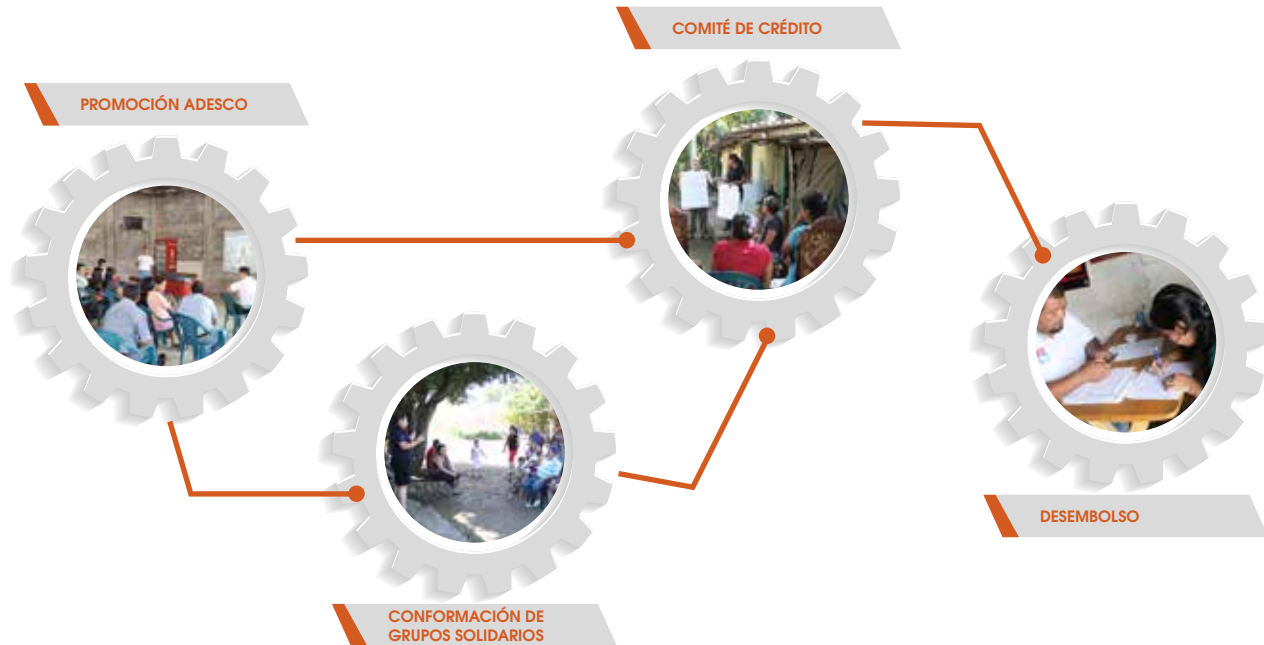 COMITÉ DE CRÉDITO
PROMOCIÓN ADESCO
DESEMBOLSO
CONFORMACIÓN DE
GRUPOS SOLIDARIOS